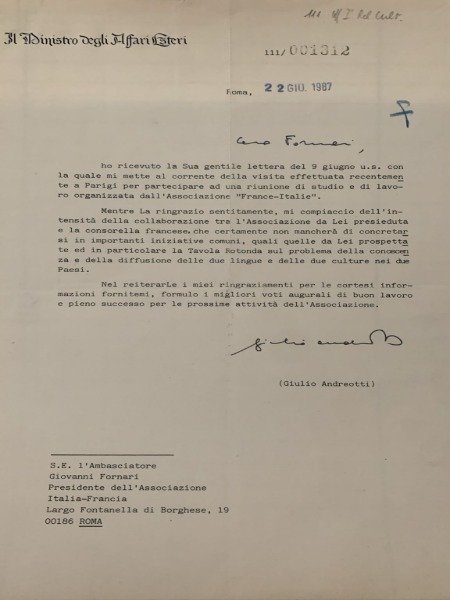 111 Uff I° Rel Cult.
Il Ministro degli Affari Esteri
111/001312
Roma, 22 GIU. 1987
Caro Fornari,
ho ricevuto la Sua gentile lettera del 9 giugno u.s. con
la quale mi mette al corrente della visita effettuata recentemen
te a Parigi per partecipare ad una riunione di studio e di lavo
ro organizzata dall'Associazione "France-Italie".
Mentre La ringrazio sentitamente, mi compiaccio dell'in-
tensità della collaborazione tra l'Associazione da Lei presieduta
e la consorella francese, che certamente non mancherà di concretar
si in importanti iniziative comuni, quali quelle da Lei prospetta
te ed in particolare la Tavola Rotonda sul problema della conoscen
za e della diffusione delle due lingue e delle due culture nei due
Paesi.
Nel reiterarLe i miei ringraziamenti per le cortesi infor-
mazioni fornitemi, formulo i migliori voti augurali di buon lavoro
e pieno successo per le prossime attività dell'Associazione.
Giulio Andreotti
(Giulio Andreotti)
S.E. l'Ambasciatore
Giovanni Fornari
Presidente dell'Associazione
Italia-Francia
Largo Fontanella di Borghese, 19
00186 ROMA